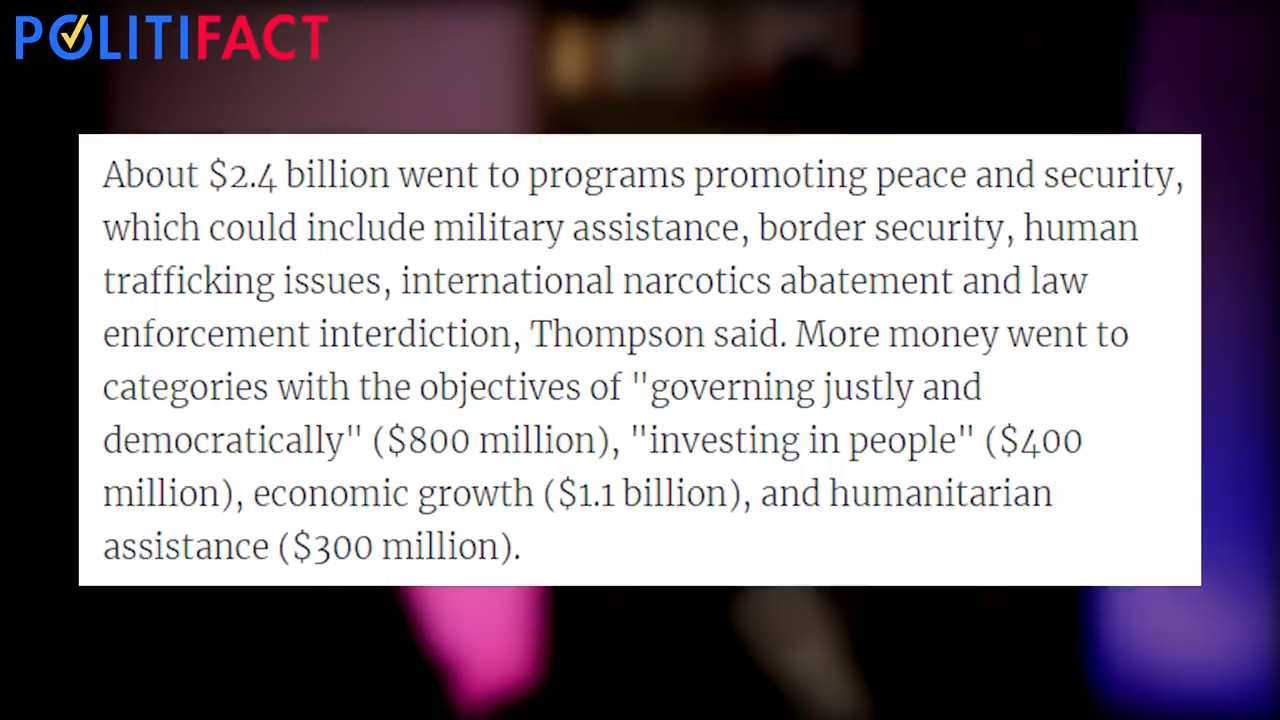 POLITIFACT
About $2.4 billion went to programs promoting peace and security,
which could include military assistance, border security, human
trafficking issues, international narcotics abatement and law
enforcement interdiction, Thompson said. More money went to
categories with the objectives of "governing justly and
democratically" ($800 million), "investing in people" ($400
million), economic growth ($1.1 billion), and humanitarian
assistance ($300 million).